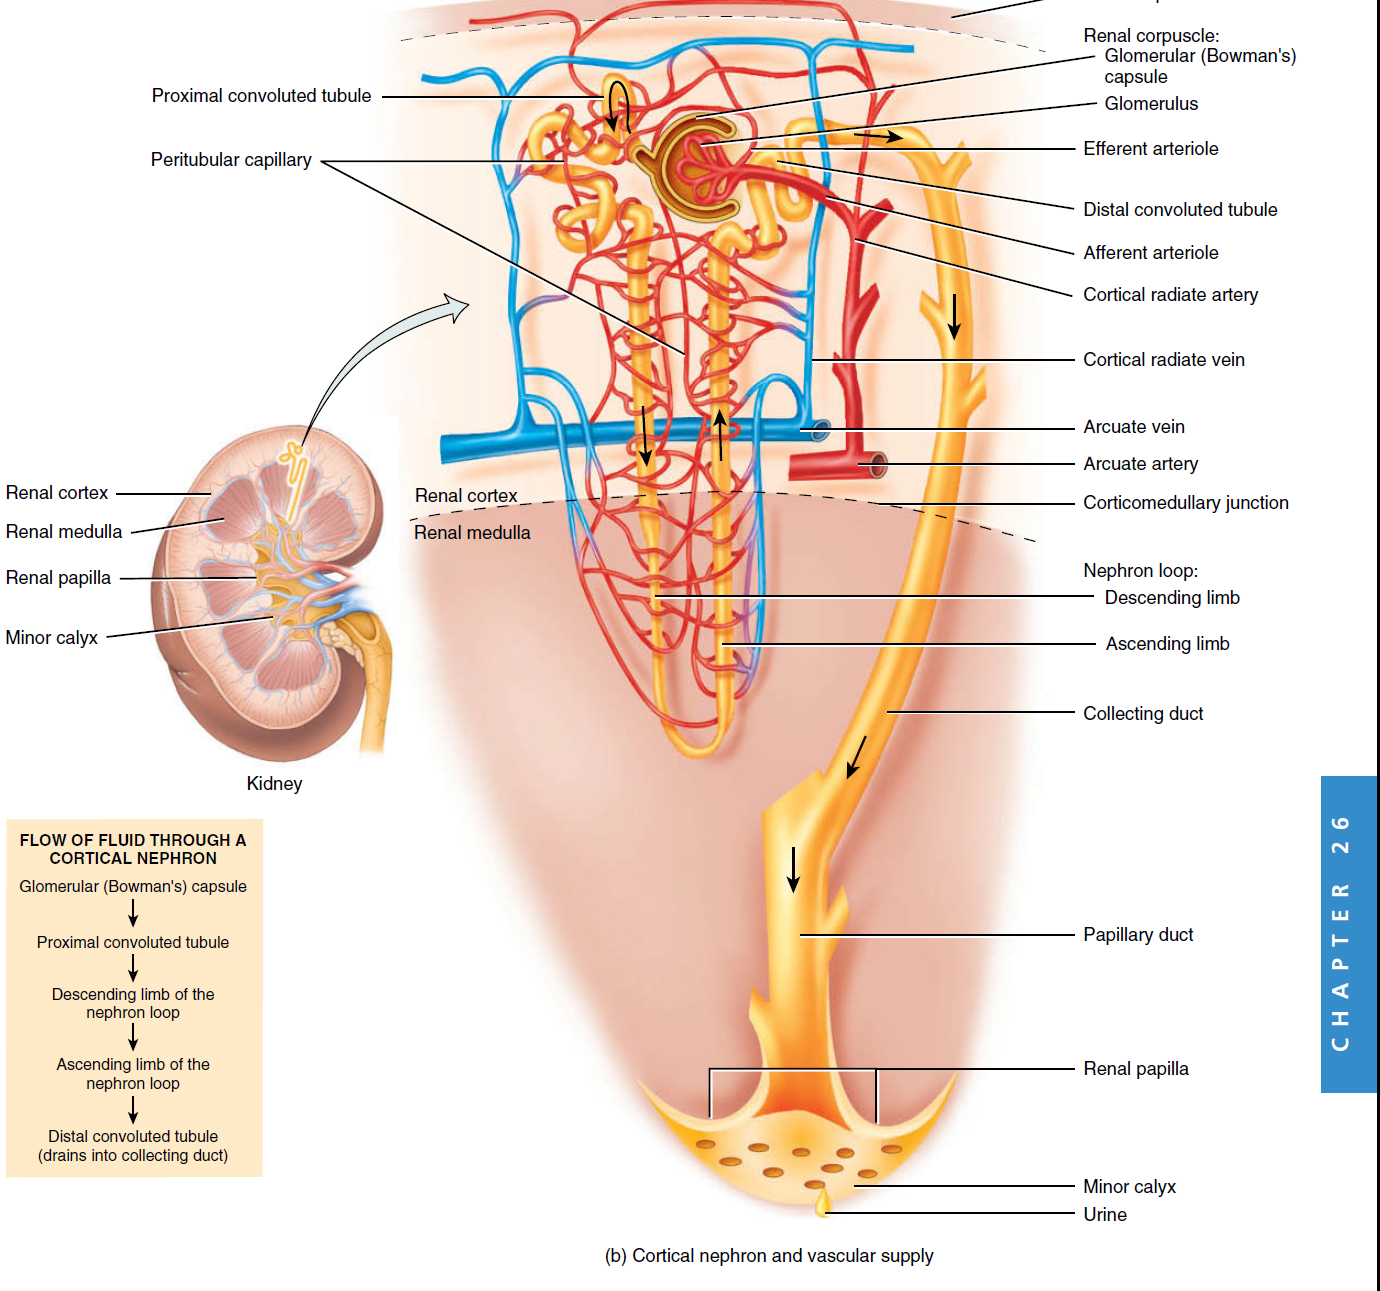 Renal corpuscle:
Glomerular (Bowman's)
capsule
Glomerulus
Efferent arteriole
Distal convoluted tubule
Afferent arteriole
Cortical radiate artery
Cortical radiate vein
Arcuate vein
Arcuate artery
Corticomedullary junction
Nephron loop:
Descending limb
Ascending limb
Collecting duct
Papillary duct
Renal papilla
Minor calyx
Urine
Proximal convoluted tubule
Peritubular capillary
Renal cortex
Renal medulla
Renal cortex
Renal medulla
Renal papilla
Minor calyx
Kidney
FLOW OF FLUID THROUGH A
CORTICAL NEPHRON
Glomerular (Bowman's) capsule
Proximal convoluted tubule
Descending limb of the
nephron loop
Ascending limb of the
nephron loop
Distal convoluted tubule
(drains into collecting duct)
(b) Cortical nephron and vascular supply
CHAPTER 26